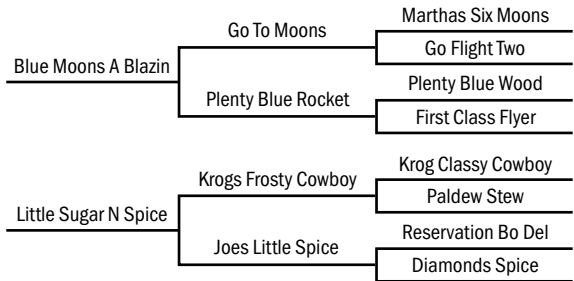 Marthas Six Moons
Go To Moons
Go Flight Two
Blue Moons A Blazin
Plenty Blue Wood
Plenty Blue Rocket
First Class Flyer
Krog Classy Cowboy
Krogs Frosty Cowboy
Paldew Stew
Little Sugar N Spice
Reservation Bo Del
Joes Little Spice
Diamonds Spice